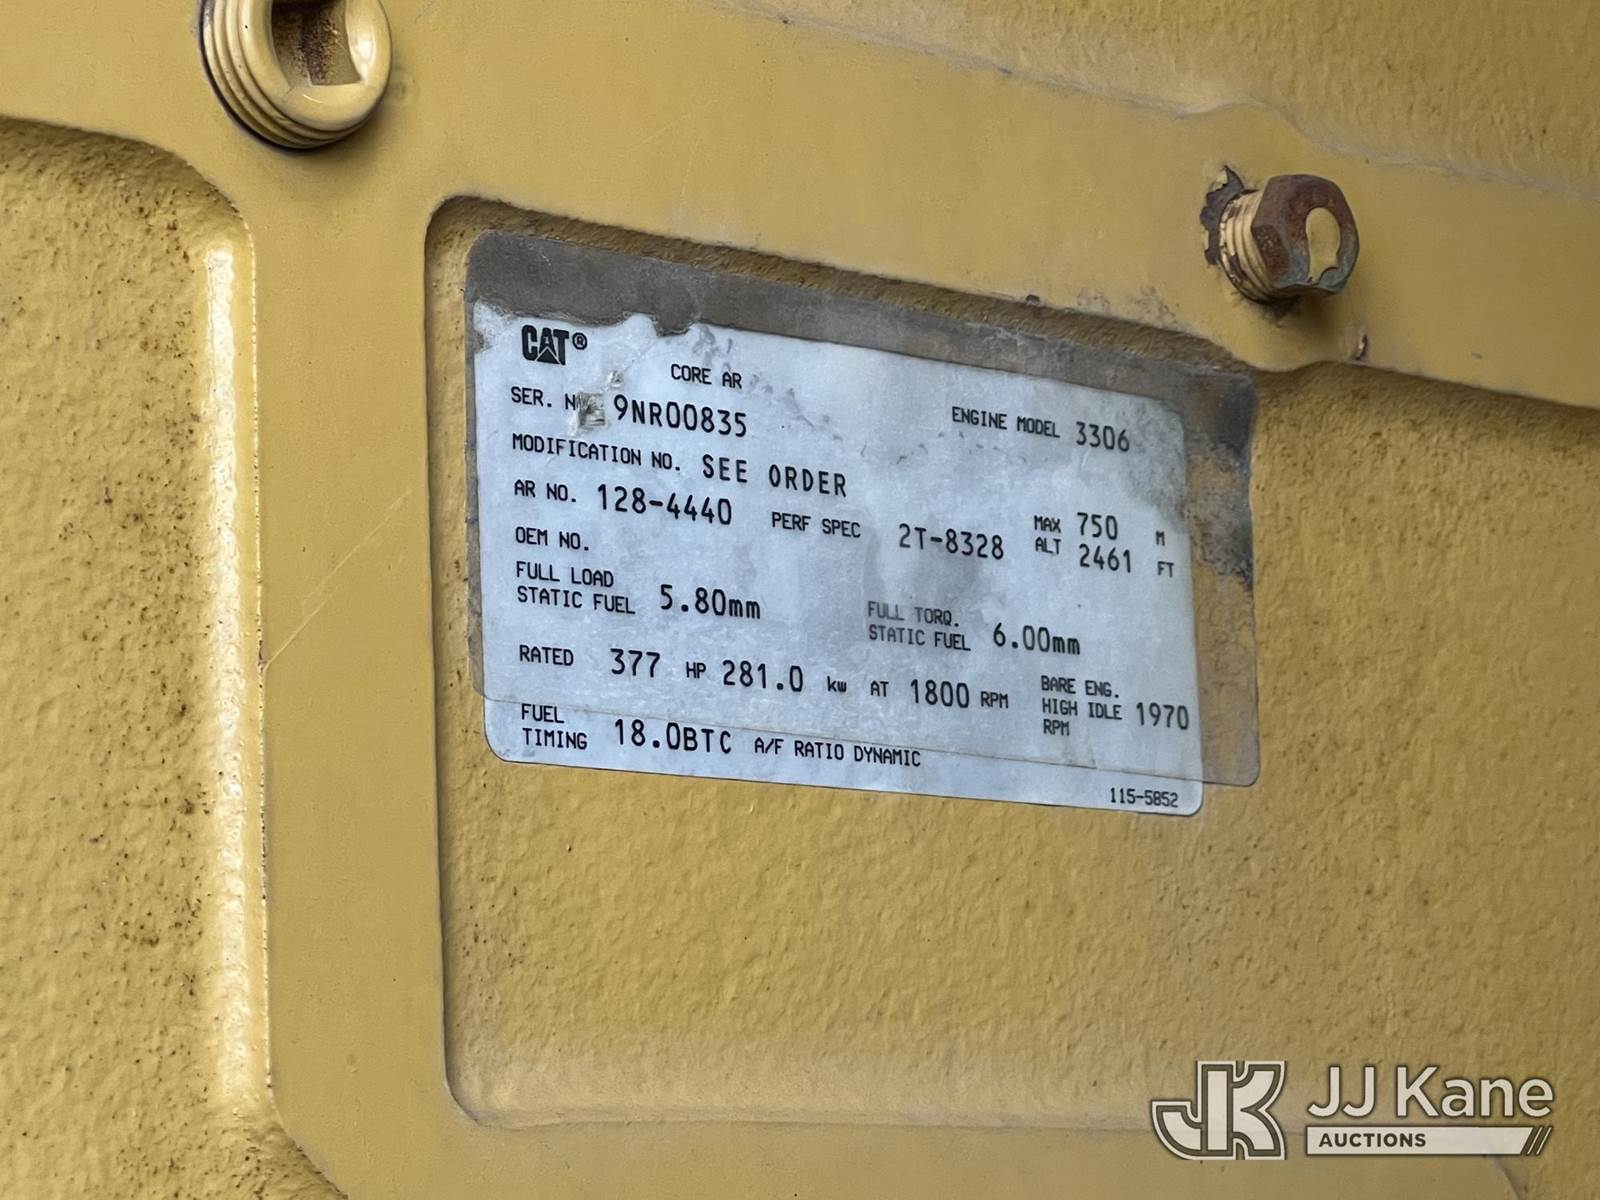 CAT®
CORE AR
SER. N 9NR00835 ENGINE MODEL 3306
MODIFICATION NO. SEE ORDER
AR NO. 128-4440 PERF SPEC 2T-8328 MAX ALT 750 M
2461 FT
OEM NO.
FULL LOAD
STATIC FUEL 5.80mm FULL TORQ.
STATIC FUEL 6.00mm
RATED 377 HP 281.0 kw AT 1800 RPM BARE ENG.
HIGH IDLE 1970
RPM
FUEL
TIMING 18.0BTC A/F RATIO DYNAMIC
115-5852
JK JJ Kane
AUCTIONS